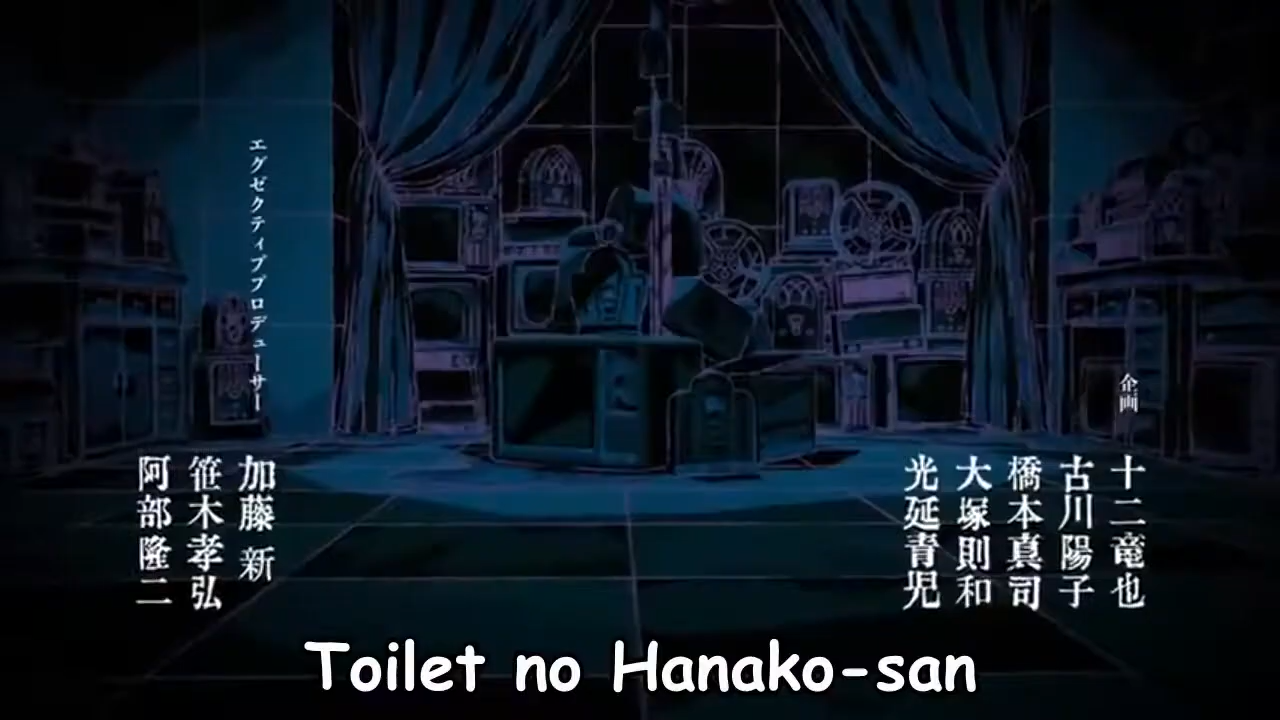 企画
十二竜也
古川陽子
橋本真司
大塚則和
光延青児
エグゼクティブプロデューサー
加藤 新
笹木孝弘
阿部隆二
Toilet no Hanako-san